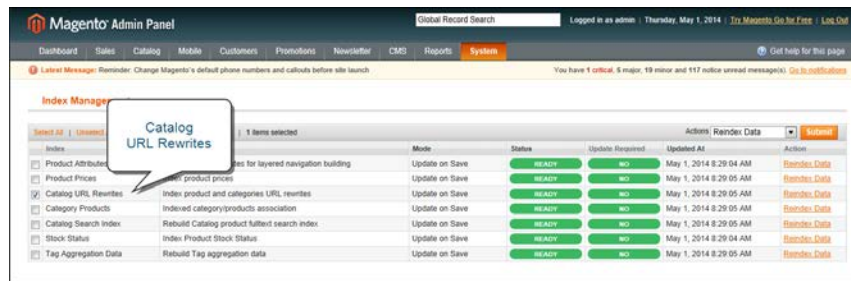 Magento® Admin Panel
Global Record Search
Logged in as admin | Thursday, May 1, 2014 | Try Magento Go for Free | Log Out
Dashboard Sales Catalog Mobile Customers Promotions Newsletter CMS Reports System
Get help for this page
Latest Message: Reminder: Change Magento's default phone numbers and callouts before site launch
You have 1 critical, 5 major, 19 minor and 117 notice unread message(s). Go to notifications
Index Manage
Catalog
URL Rewrites
Select All | 1 items selected
Actions Reindex Data Submit
Index Mode Status Update Required Updated At Action
Product Attributes for layered navigation building Update on Save READY NO May 1, 2014 8:29:04 AM Reindex Data
Product Prices Index product prices Update on Save READY NO May 1, 2014 8:29:05 AM Reindex Data
Catalog URL Rewrites Index product and categories URL rewrites Update on Save READY NO May 1, 2014 8:29:05 AM Reindex Data
Category Products Indexed category/products association Update on Save READY NO May 1, 2014 8:29:05 AM Reindex Data
Catalog Search Index Rebuild Catalog product fulltext search index Update on Save READY NO May 1, 2014 8:29:05 AM Reindex Data
Stock Status Index Product Stock Status Update on Save READY NO May 1, 2014 8:29:04 AM Reindex Data
Tag Aggregation Data Rebuild Tag aggregation data Update on Save READY NO May 1, 2014 8:29:05 AM Reindex Data